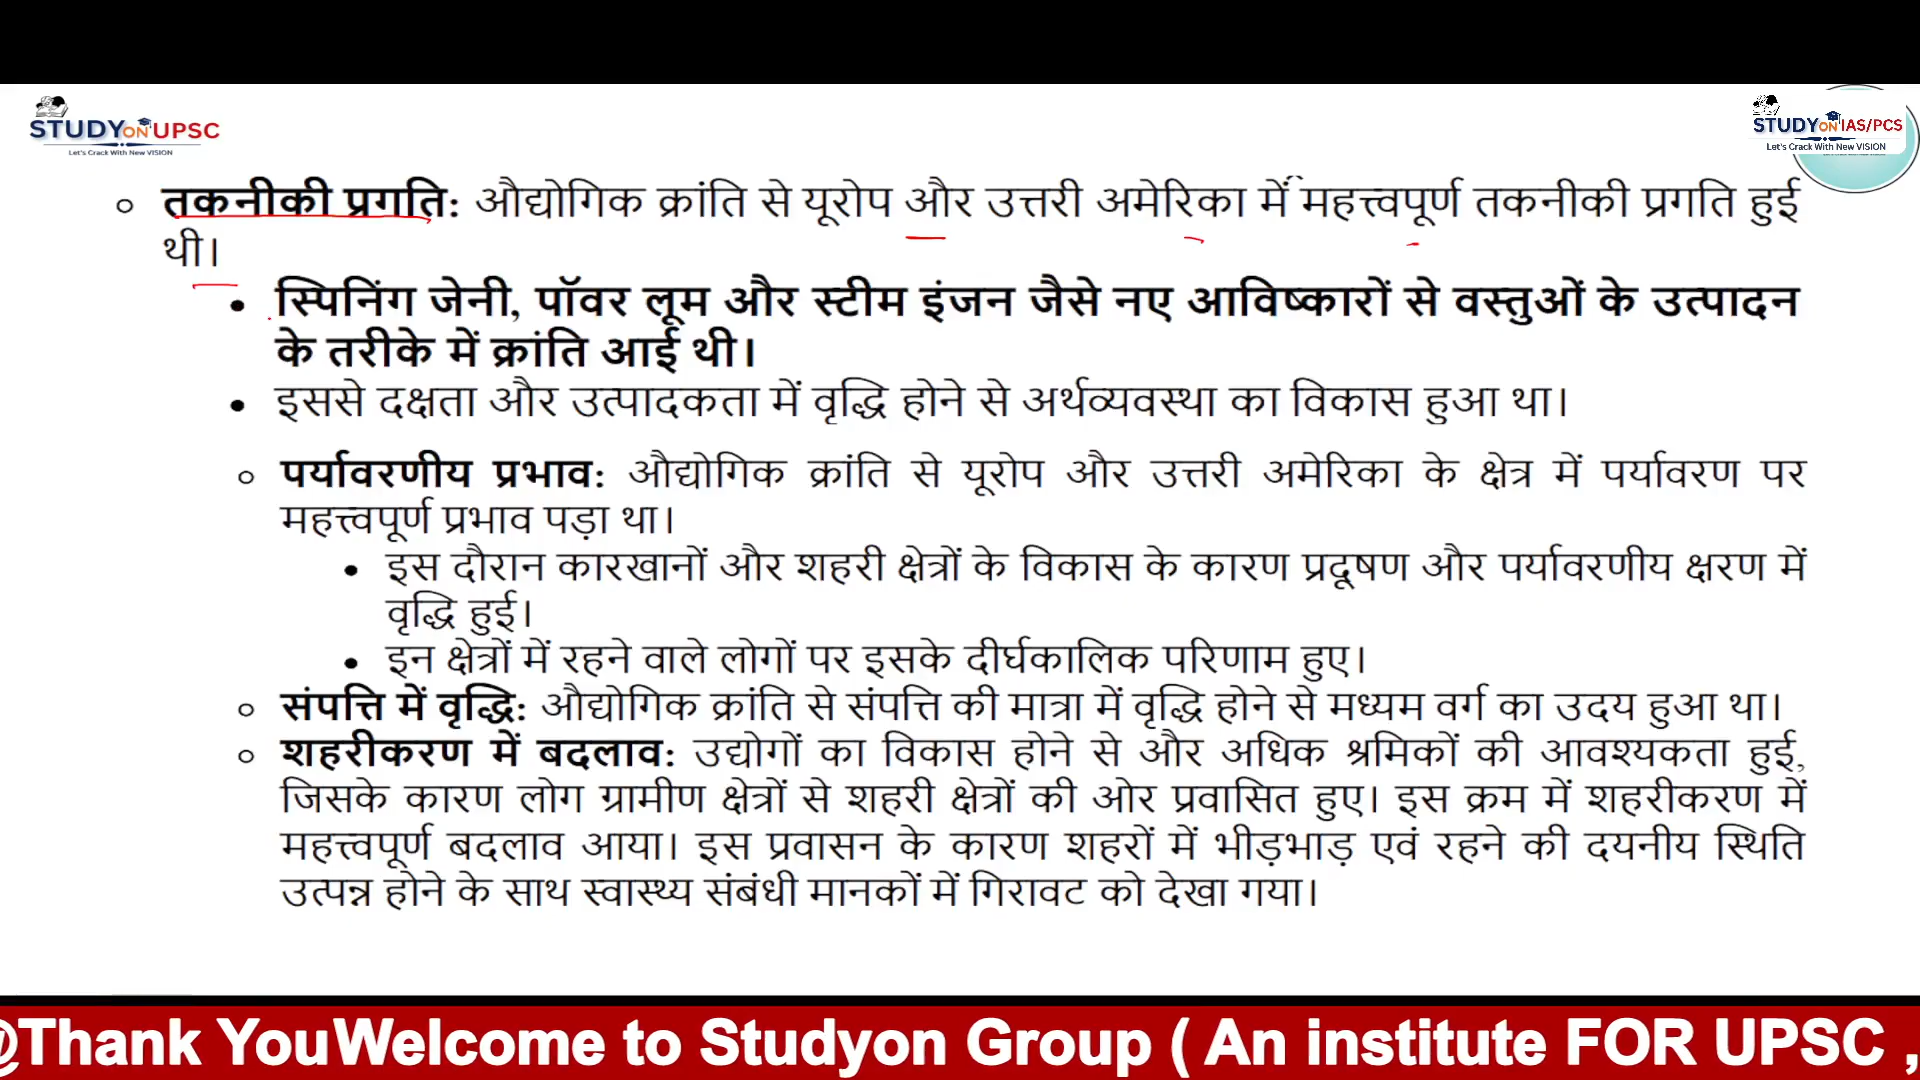 STUDYON UPSC
Let's Crack With New VISION
STUDYON IAS/PCS
Let's Crack With New VISION
○ तकनीकी प्रगति: औद्योगिक क्रांति से यूरोप और उत्तरी अमेरिका में महत्त्वपूर्ण तकनीकी प्रगति हुई
थी।
• स्पिनिंग जेनी, पॉवर लूम और स्टीम इंजन जैसे नए आविष्कारों से वस्तुओं के उत्पादन
के तरीके में क्रांति आई थी।
• इससे दक्षता और उत्पादकता में वृद्धि होने से अर्थव्यवस्था का विकास हुआ था।
○ पर्यावरणीय प्रभाव: औद्योगिक क्रांति से यूरोप और उत्तरी अमेरिका के क्षेत्र में पर्यावरण पर
महत्त्वपूर्ण प्रभाव पड़ा था।
• इस दौरान कारखानों और शहरी क्षेत्रों के विकास के कारण प्रदूषण और पर्यावरणीय क्षरण में
वृद्धि हुई।
• इन क्षेत्रों में रहने वाले लोगों पर इसके दीर्घकालिक परिणाम हुए।
○ संपत्ति में वृद्धि: औद्योगिक क्रांति से संपत्ति की मात्रा में वृद्धि होने से मध्यम वर्ग का उदय हुआ था।
○ शहरीकरण में बदलाव: उद्योगों का विकास होने से और अधिक श्रमिकों की आवश्यकता हुई,
जिसके कारण लोग ग्रामीण क्षेत्रों से शहरी क्षेत्रों की ओर प्रवासित हुए। इस क्रम में शहरीकरण में
महत्त्वपूर्ण बदलाव आया। इस प्रवासन के कारण शहरों में भीड़भाड़ एवं रहने की दयनीय स्थिति
उत्पन्न होने के साथ स्वास्थ्य संबंधी मानकों में गिरावट को देखा गया।
@Thank YouWelcome to Studyon Group ( An institute FOR UPSC ,